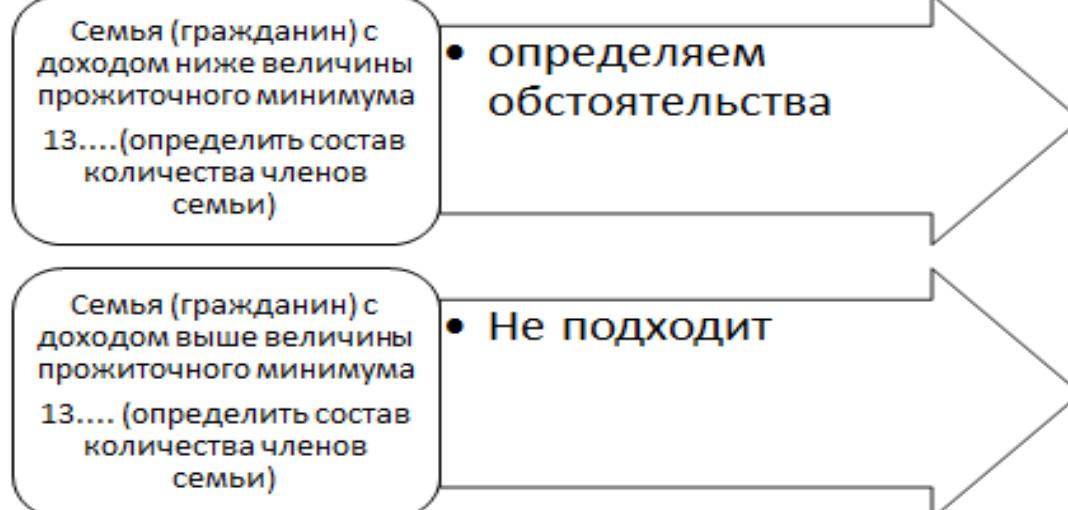 Семья (гражданин) с
доходом ниже величины
прожиточного минимума
13....(определить состав
количества членов
семьи)
• определяем
обстоятельства
Семья (гражданин) с
доходом выше величины
прожиточного минимума
13.... (определить состав
количества членов
семьи)
• Не подходит